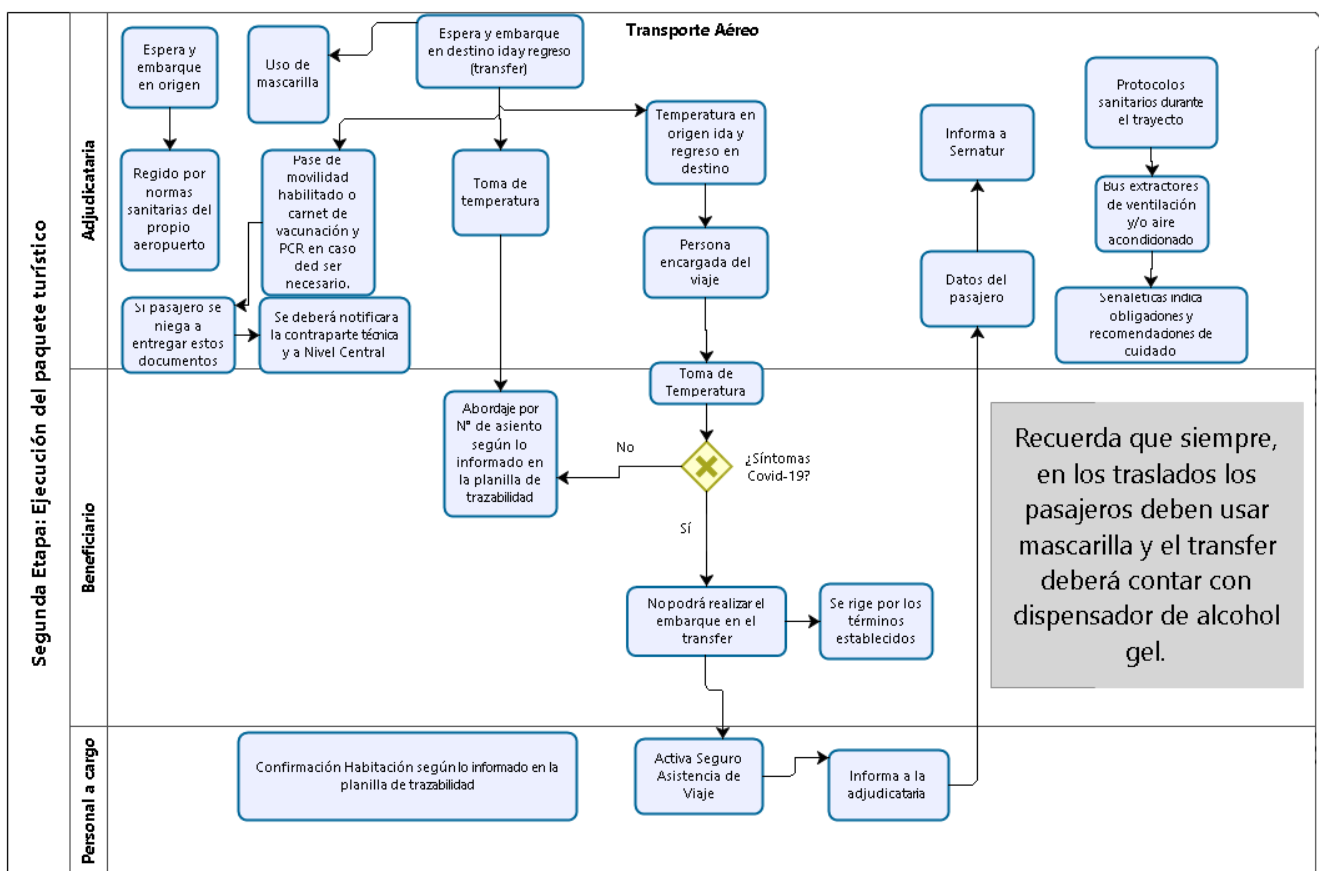 Segunda Etapa: Ejecución del paquete turístico
Transporte Aéreo
Adjudicataria
Espera y
embarque
en origen
Uso de
mascarilla
Espera y embarque
en destino ida y regreso
(transfer)
Regido por
normas
sanitarias del
propio
aeropuerto
Pase de
movilidad
habilitado o
carnet de
vacunación y
PCR en caso
ded ser
necesario.
Toma de
temperatura
Temperatura en
origen ida y
regreso en
destino
Informa a
Sernatur
Protocolos
sanitarios durante
el trayecto
Bus extractores
de ventilación
y/o aire
acondicionado
Persona
encargada del
viaje
Datos del
pasajero
Señaléticas indica
obligaciones y
recomendaciones de
cuidado
Si pasajero se
niega a
entregar estos
documentos
Se deberá notificara
la contraparte técnica
y a Nivel Central
Toma de
Temperatura
Beneficiario
Abordaje por
N° de asiento
según lo
informado en
la planilla de
trazabilidad
No
¿Síntomas
Covid-19?
Sí
No podrá realizar el
embarque en el
transfer
Se rige por los
términos
establecidos
Recuerda que siempre,
en los traslados los
pasajeros deben usar
mascarilla y el transfer
deberá contar con
dispensador de alcohol
gel.
Personal a cargo
Confirmación Habitación según lo informado en la
planilla de trazabilidad
Activa Seguro
Asistencia de
Viaje
Informa a la
adjudicataria